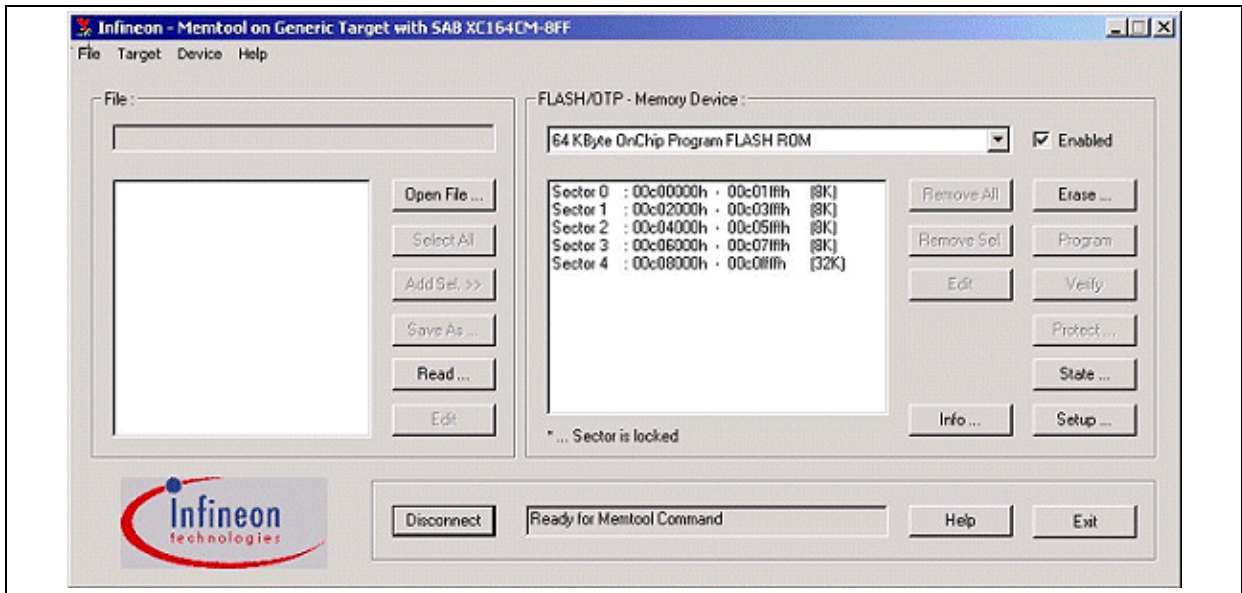 Infineon - Memtool on Generic Target with SAB XC164CM-8FF
File Target Device Help
File :
Open File ...
Select All
Add Sel. >>
Save As ...
Read ...
Edit
FLASH/OTP - Memory Device :
64 KByte OnChip Program FLASH ROM
Enabled
Sector 0 : 00c00000h - 00c01fffh (8K)
Sector 1 : 00c02000h - 00c03fffh (8K)
Sector 2 : 00c04000h - 00c05fffh (8K)
Sector 3 : 00c06000h - 00c07fffh (8K)
Sector 4 : 00c08000h - 00c0ffffh (32K)
* ... Sector is locked
Remove All
Remove Sel.
Edit
Info ...
Erase ...
Program
Verify
Protect ...
State ...
Setup ...
Infineon
technologies
Disconnect
Ready for Memtool Command
Help
Exit